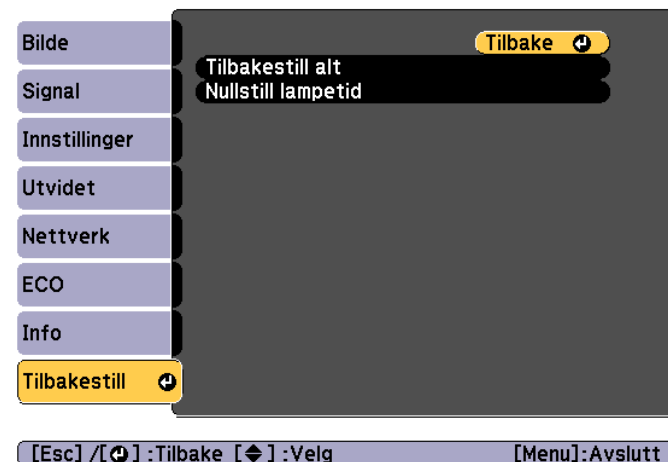 Bilde
Signal
Innstillinger
Utvidet
Nettverk
ECO
Info
Tilbakestill
Tilbake
Tilbakestill alt
Nullstill lampetid
[Esc] /[ ] :Tilbake [ ] :Velg [Menu]:Avslutt